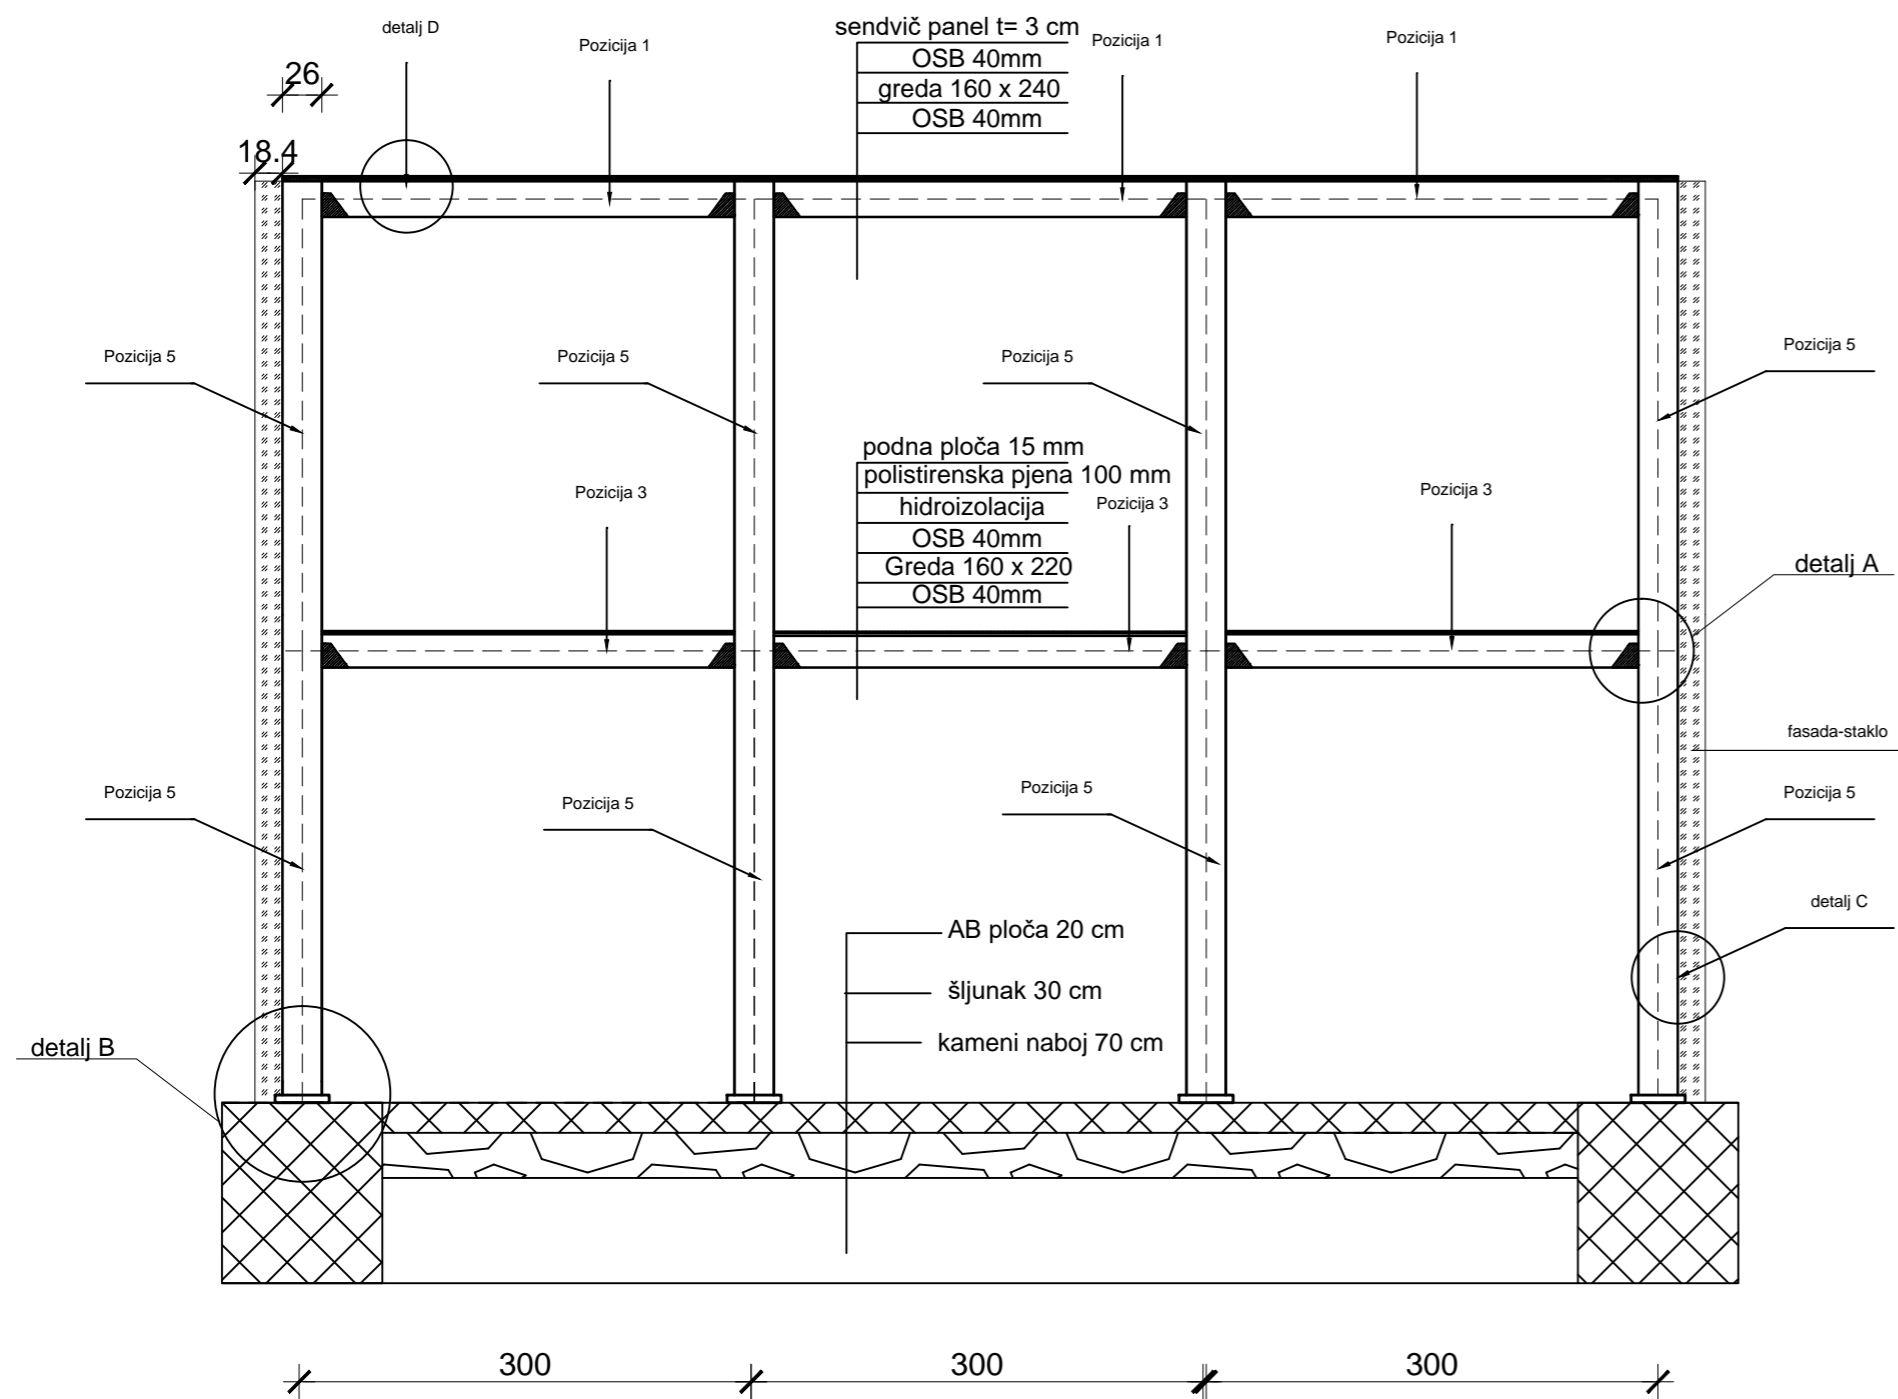 detalj D
Pozicija 1
sendvič panel t= 3 cm
OSB 40mm
greda 160 x 240
OSB 40mm
Pozicija 1
Pozicija 1
26
18.4
Pozicija 5
Pozicija 5
Pozicija 5
Pozicija 5
podna ploča 15 mm
polistirenska pjena 100 mm
hidroizolacija
OSB 40mm
Greda 160 x 220
OSB 40mm
Pozicija 3
Pozicija 3
Pozicija 3
detalj A
fasada-staklo
Pozicija 5
Pozicija 5
Pozicija 5
Pozicija 5
detalj C
AB ploča 20 cm
šljunak 30 cm
kameni naboj 70 cm
detalj B
300
300
300